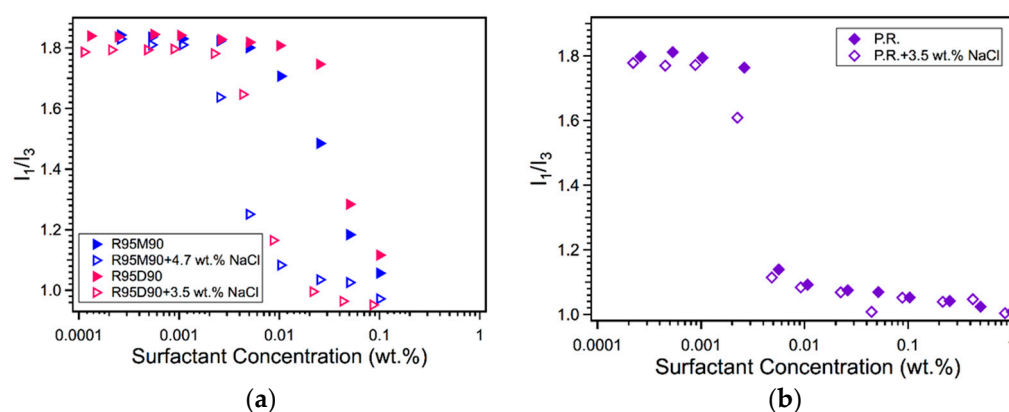 1.8
1.6
1.4
1.2
1.0
I₁/I₃
R95M90
R95M90+4.7 wt.% NaCl
R95D90
R95D90+3.5 wt.% NaCl
0.0001 0.001 0.01 0.1 1
Surfactant Concentration (wt.%)
(a)
P.R.
P.R.+3.5 wt.% NaCl
1.8
1.6
1.4
1.2
1.0
I₁/I₃
0.0001 0.001 0.01 0.1
Surfactant Concentration (wt.%)
(b)